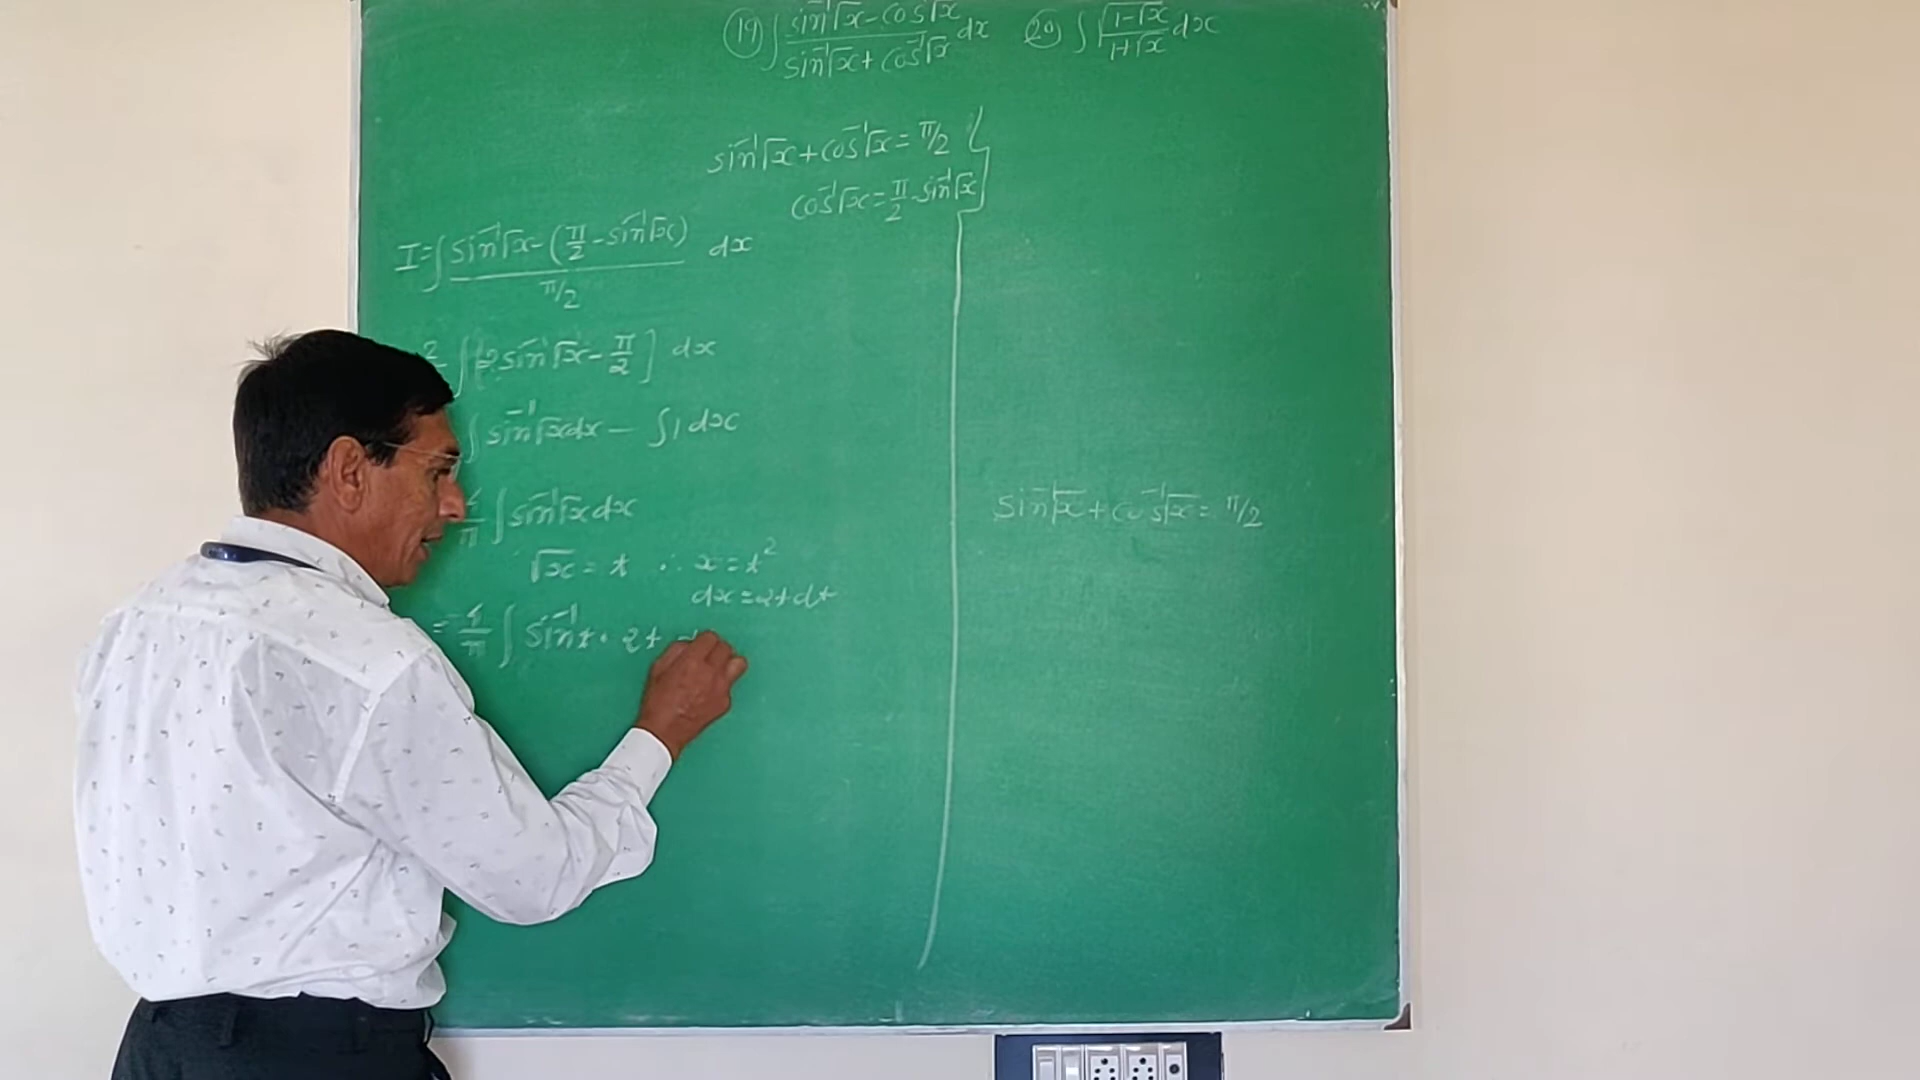 (19) ∫ sin⁻¹√x - cos⁻¹√x / sin⁻¹√x + cos⁻¹√x dx (20) ∫ √(1-√x / 1+√x) dx
sin⁻¹√x + cos⁻¹√x = π/2
cos⁻¹√x = π/2 - sin⁻¹√x
I = ∫ sin⁻¹√x - (π/2 - sin⁻¹√x) / π/2 dx
2 ∫ [2 sin⁻¹√x - π/2] dx
∫ sin⁻¹√x dx - ∫ 1 dx
4/π ∫ sin⁻¹√x dx
√x = t ∴ x = t²
dx = 2t dt
= 4/π ∫ sin⁻¹t · 2t
sin⁻¹√x + cos⁻¹√x = π/2